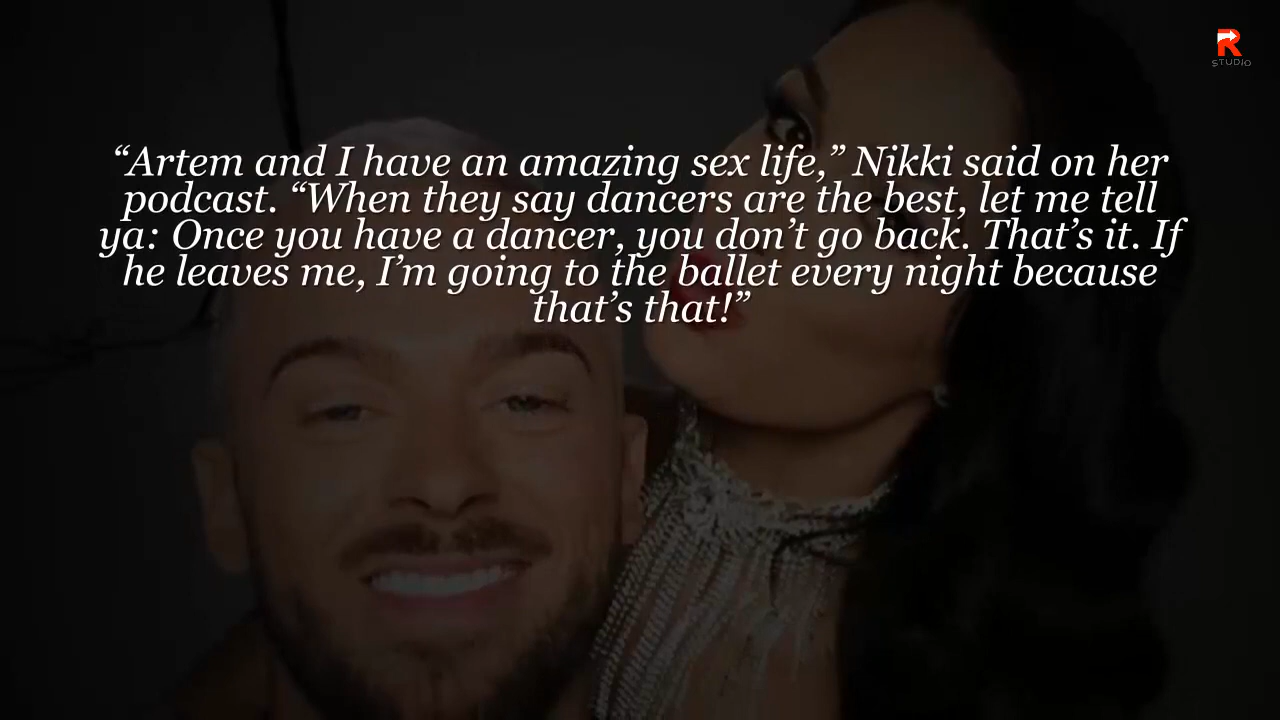 R
STUDIO
“Artem and I have an amazing sex life,” Nikki said on her
podcast. “When they say dancers are the best, let me tell
ya: Once you have a dancer, you don’t go back. That’s it. If
he leaves me, I’m going to the ballet every night because
that’s that!”